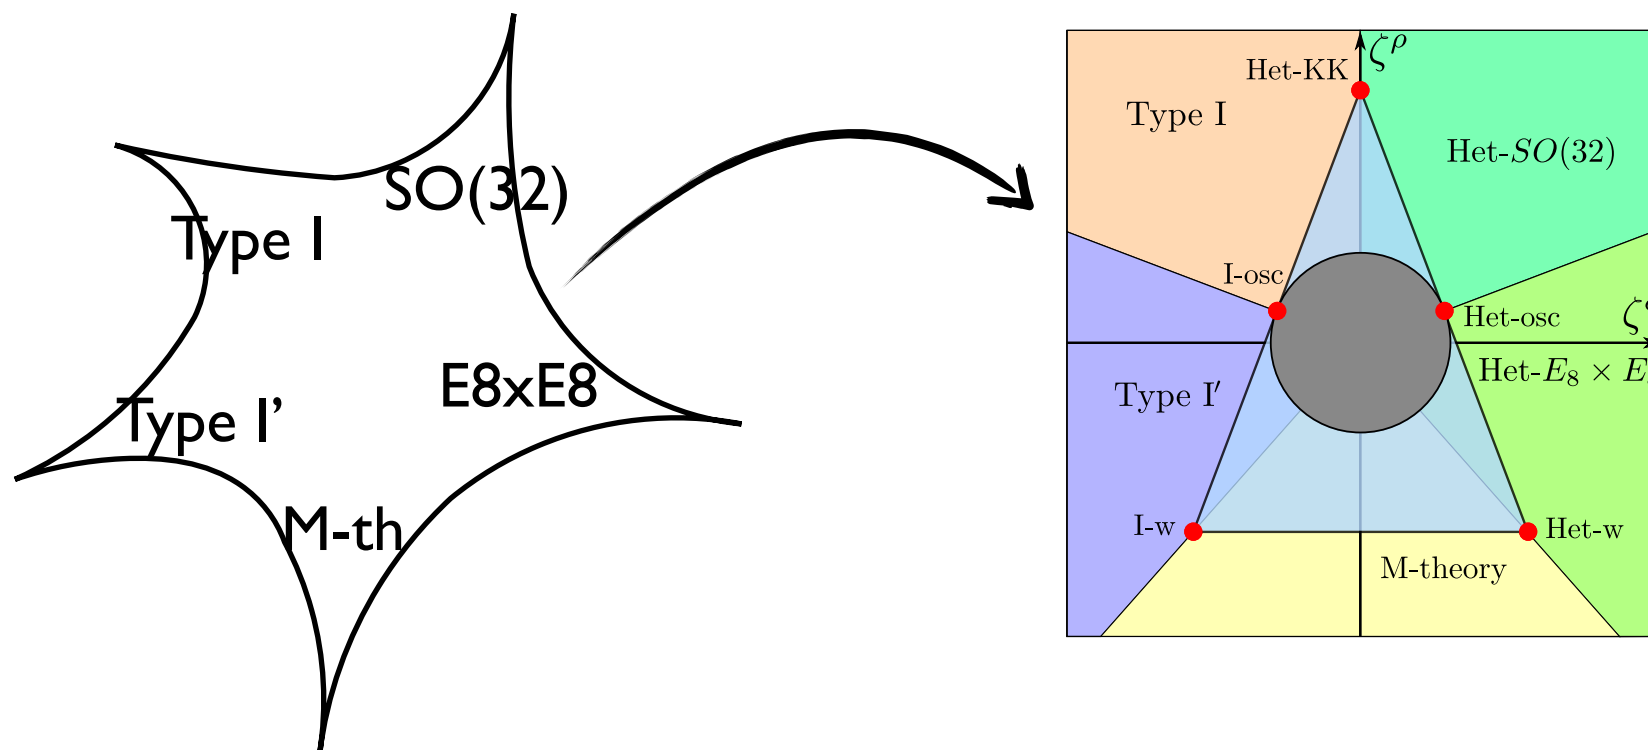 SO(32)
Type I
E8xE8
Type I’
M-th
ζ^ρ
Het-KK
Type I
Het-SO(32)
I-osc
Het-osc
Het-E₈ ×
Type I′
I-w
Het-w
M-theory